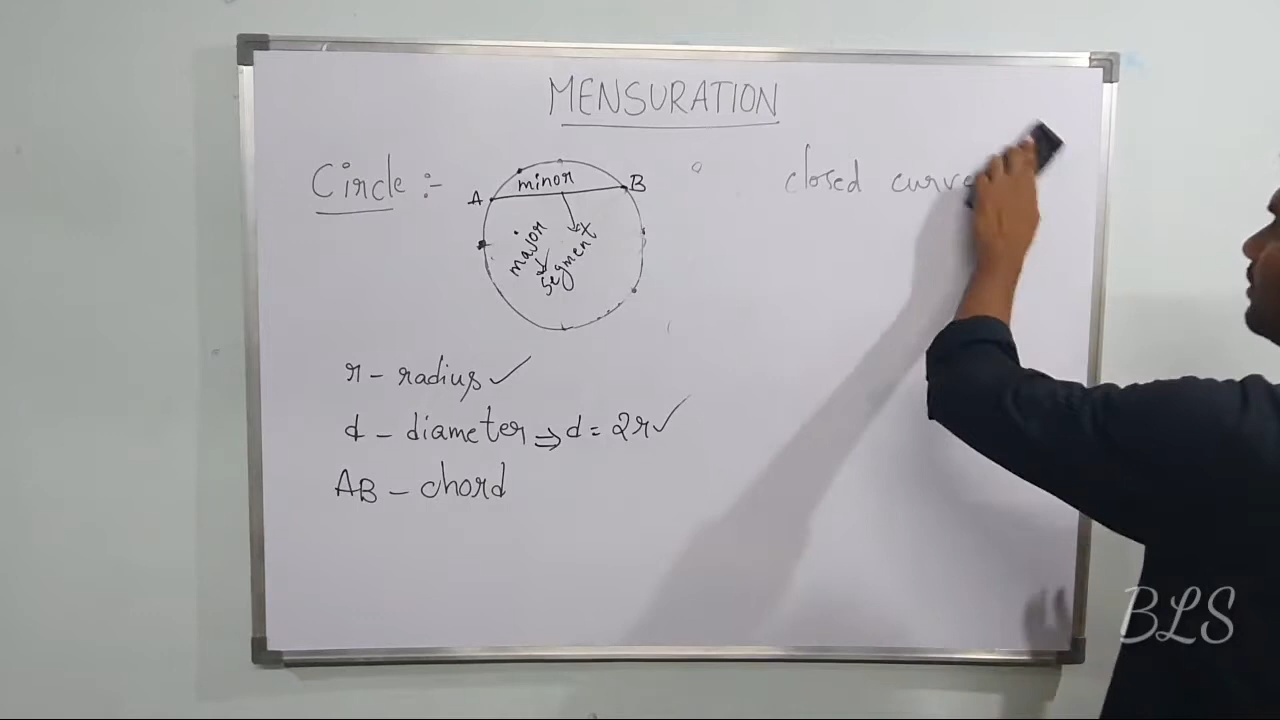 MENSURATION
Circle :-
closed curve
A
minor
B
major
segment
r - radius ✓
d - diameter ⇒ d = 2r ✓
AB - chord
BLS